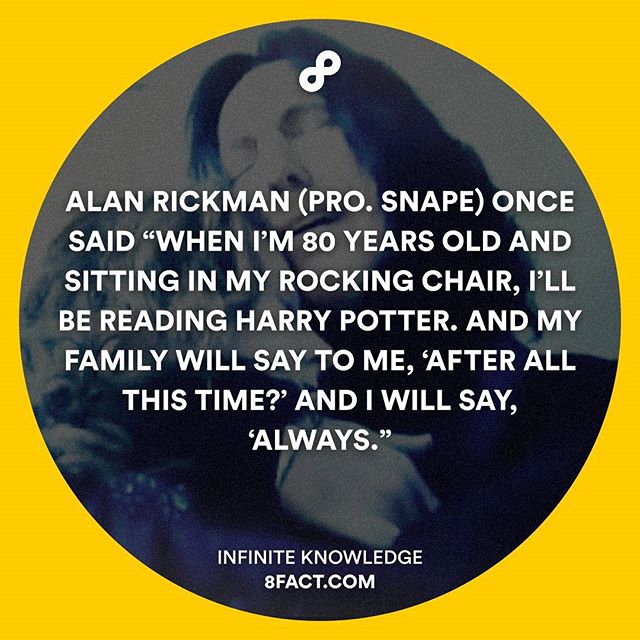 ALAN RICKMAN (PRO. SNAPE) ONCE
SAID “WHEN I’M 80 YEARS OLD AND
SITTING IN MY ROCKING CHAIR, I’LL
BE READING HARRY POTTER. AND MY
FAMILY WILL SAY TO ME, ‘AFTER ALL
THIS TIME?’ AND I WILL SAY,
‘ALWAYS.”
INFINITE KNOWLEDGE
8FACT.COM